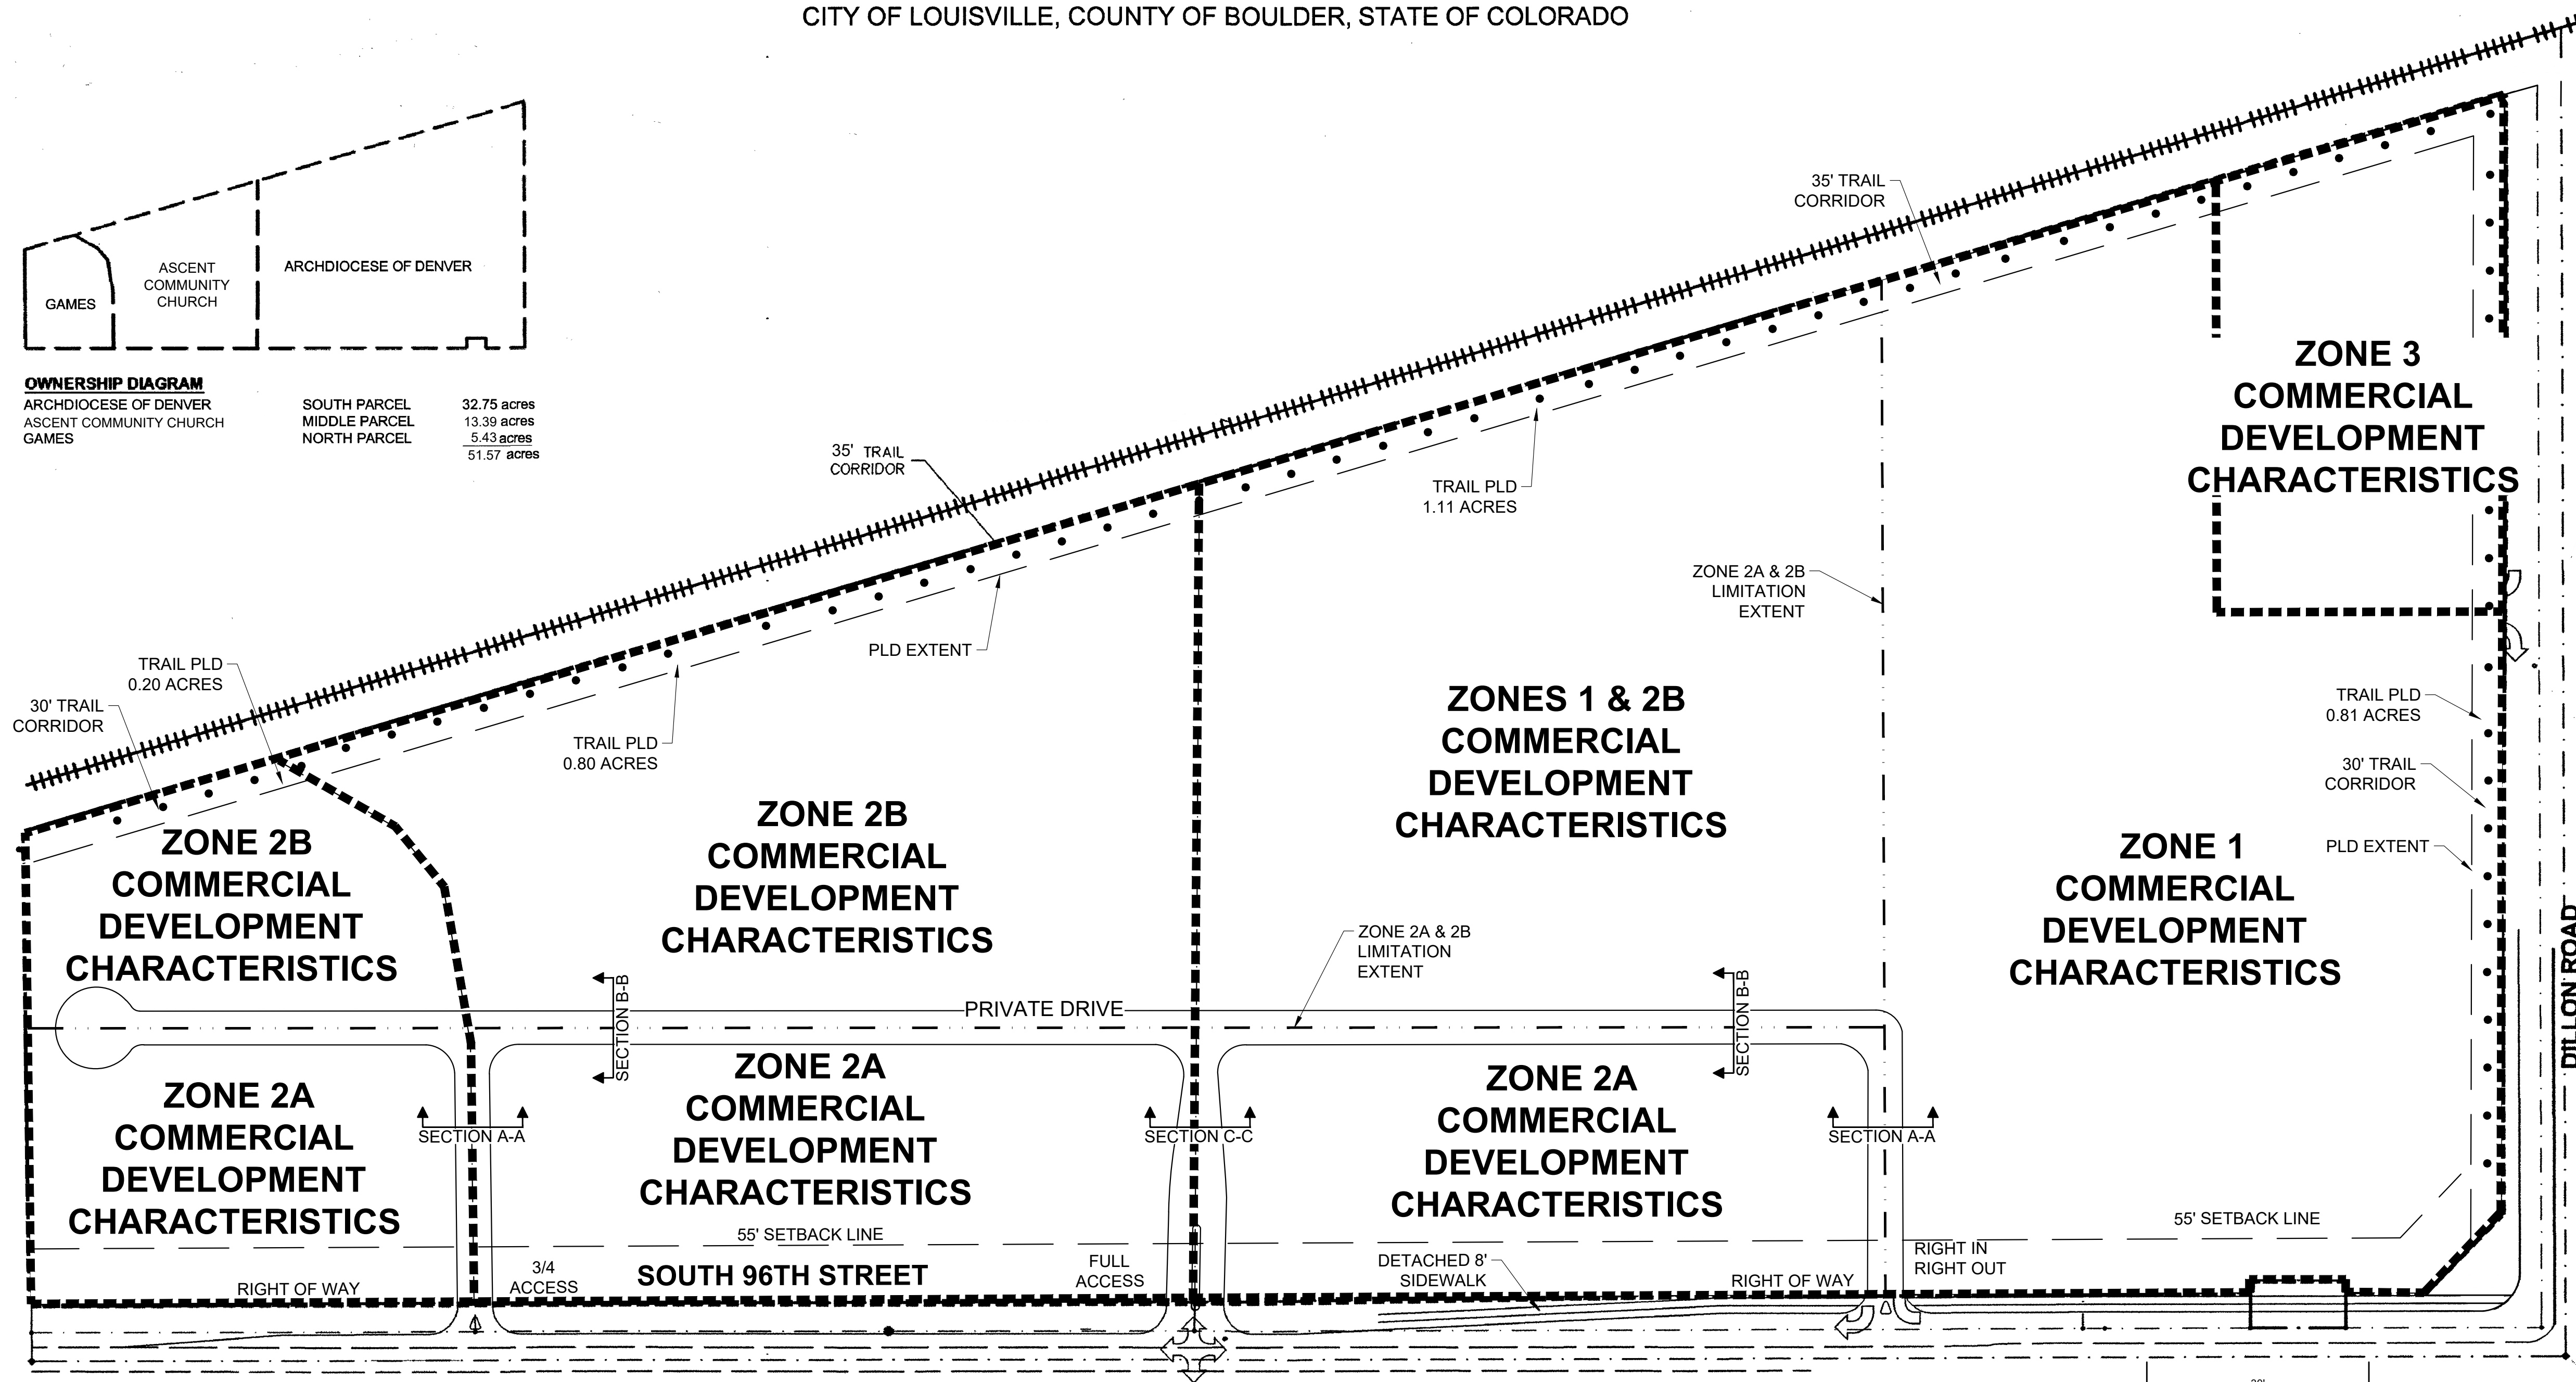 CITY OF LOUISVILLE, COUNTY OF BOULDER, STATE OF COLORADO
GAMES
ASCENT
COMMUNITY
CHURCH
ARCHDIOCESE OF DENVER
OWNERSHIP DIAGRAM
ARCHDIOCESE OF DENVER SOUTH PARCEL 32.75 acres
ASCENT COMMUNITY CHURCH MIDDLE PARCEL 13.39 acres
GAMES NORTH PARCEL 5.43 acres
51.57 acres
35' TRAIL
CORRIDOR
ZONE 3
COMMERCIAL
DEVELOPMENT
CHARACTERISTICS
35' TRAIL
CORRIDOR
TRAIL PLD
1.11 ACRES
ZONE 2A & 2B
LIMITATION
EXTENT
PLD EXTENT
TRAIL PLD
0.20 ACRES
30' TRAIL
CORRIDOR
TRAIL PLD
0.80 ACRES
ZONES 1 & 2B
COMMERCIAL
DEVELOPMENT
CHARACTERISTICS
TRAIL PLD
0.81 ACRES
30' TRAIL
CORRIDOR
PLD EXTENT
ZONE 2B
COMMERCIAL
DEVELOPMENT
CHARACTERISTICS
ZONE 2B
COMMERCIAL
DEVELOPMENT
CHARACTERISTICS
ZONE 1
COMMERCIAL
DEVELOPMENT
CHARACTERISTICS
DILLON ROAD
ZONE 2A & 2B
LIMITATION
EXTENT
SECTION B-B
PRIVATE DRIVE
SECTION B-B
ZONE 2A
COMMERCIAL
DEVELOPMENT
CHARACTERISTICS
ZONE 2A
COMMERCIAL
DEVELOPMENT
CHARACTERISTICS
ZONE 2A
COMMERCIAL
DEVELOPMENT
CHARACTERISTICS
SECTION A-A
SECTION C-C
SECTION A-A
55' SETBACK LINE
55' SETBACK LINE
RIGHT OF WAY
3/4
ACCESS
SOUTH 96TH STREET
FULL
ACCESS
DETACHED 8'
SIDEWALK
RIGHT OF WAY
RIGHT IN
RIGHT OUT